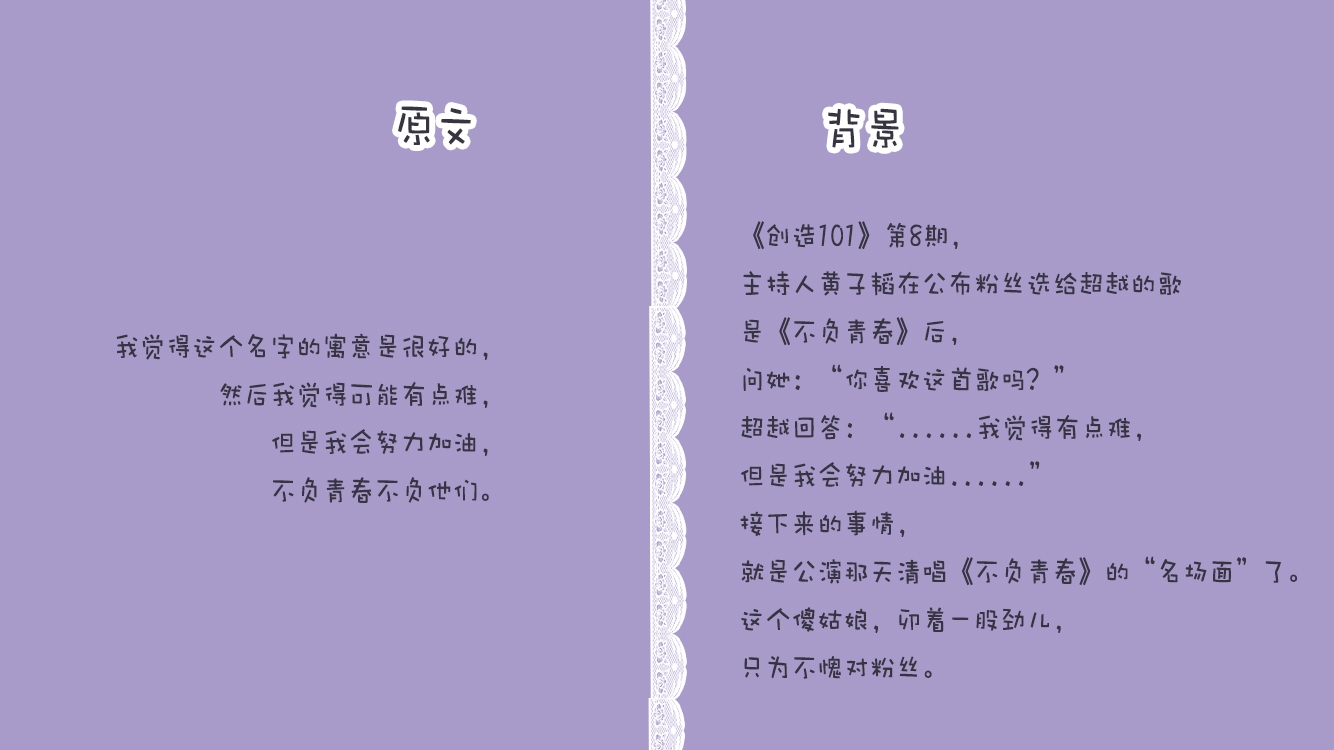 原文
我觉得这个名字的寓意是很好的，
然后我觉得可能有点难，
但是我会努力加油，
不负青春不负他们。
背景
《创造101》第8期，
主持人黄子韬在公布粉丝选给超越的歌
是《不负青春》后，
问她：“你喜欢这首歌吗？”
超越回答：“......我觉得有点难，
但是我会努力加油......”
接下来的事情，
就是公演那天清唱《不负青春》的“名场面”了。
这个傻姑娘，卯着一股劲儿，
只为不愧对粉丝。